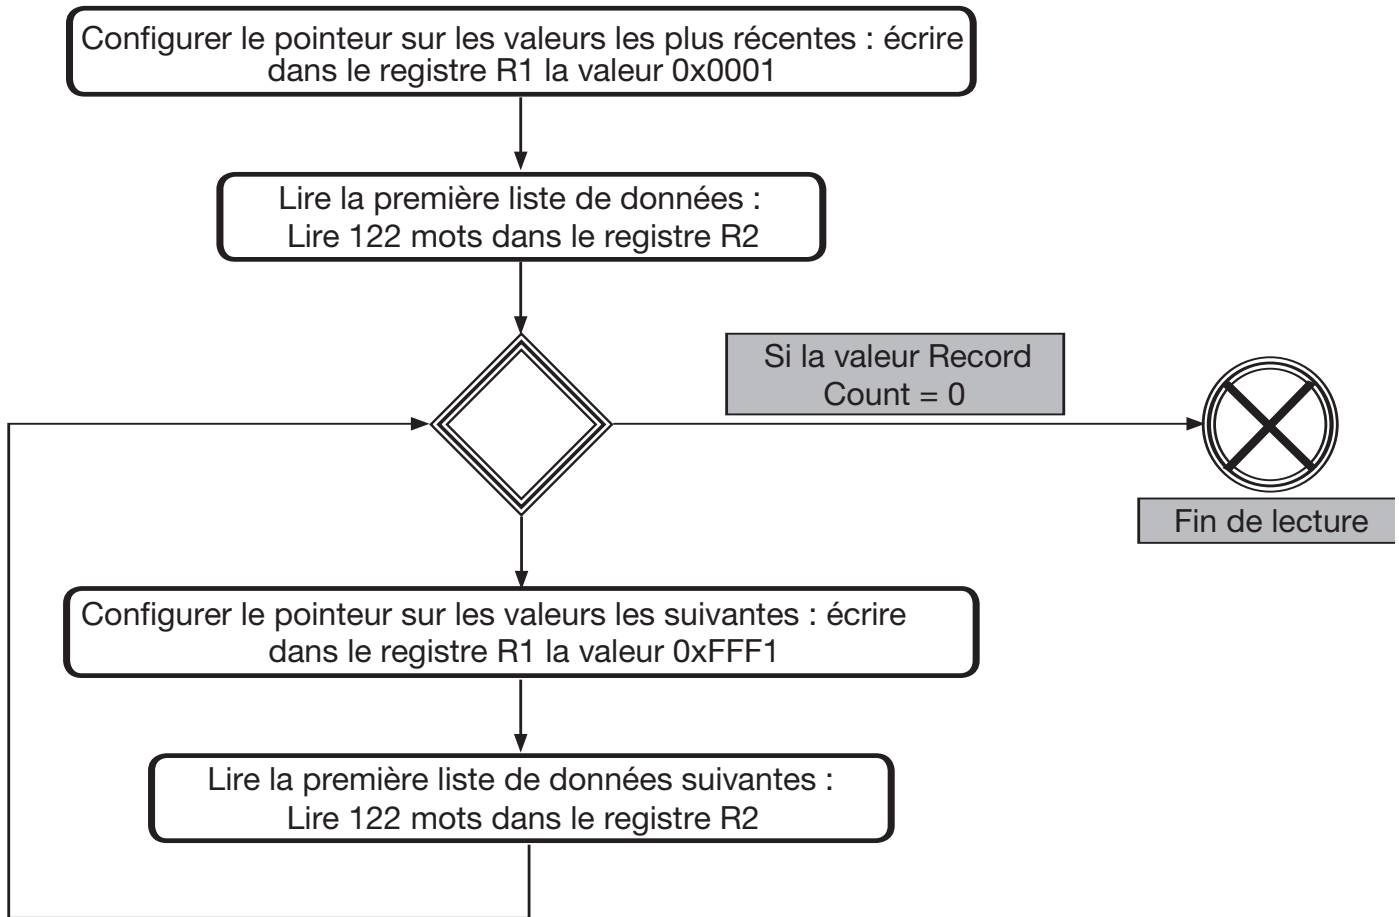 Configurer le pointeur sur les valeurs les plus récentes : écrire
dans le registre R1 la valeur 0x0001
Lire la première liste de données :
Lire 122 mots dans le registre R2
Si la valeur Record
Count = 0
Fin de lecture
Configurer le pointeur sur les valeurs les suivantes : écrire
dans le registre R1 la valeur 0xFFF1
Lire la première liste de données suivantes :
Lire 122 mots dans le registre R2